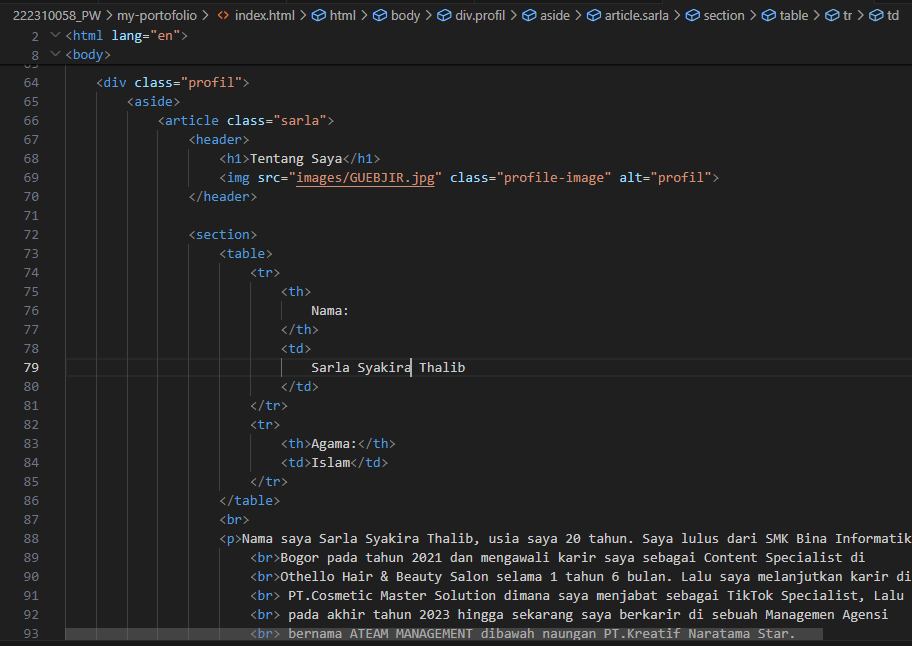 222310058_PW > my-portofolio > <> index.html > html > body > div.profil > aside > article.sarla > section > table > tr > td
2 <html lang="en">
8 <body>
64 <div class="profil">
65 <aside>
66 <article class="sarla">
67 <header>
68 <h1>Tentang Saya</h1>
69 <img src="images/GUEBJIR.jpg" class="profile-image" alt="profil">
70 </header>
71
72 <section>
73 <table>
74 <tr>
75 <th>
76 Nama:
77 </th>
78 <td>
79 Sarla Syakira Thalib
80 </td>
81 </tr>
82 <tr>
83 <th>Agama:</th>
84 <td>Islam</td>
85 </tr>
86 </table>
87 <br>
88 <p>Nama saya Sarla Syakira Thalib, usia saya 20 tahun. Saya lulus dari SMK Bina Informatik
89 <br>Bogor pada tahun 2021 dan mengawali karir saya sebagai Content Specialist di
90 <br>Othello Hair & Beauty Salon selama 1 tahun 6 bulan. Lalu saya melanjutkan karir di
91 <br> PT.Cosmetic Master Solution dimana saya menjabat sebagai TikTok Specialist, Lalu
92 <br> pada akhir tahun 2023 hingga sekarang saya berkarir di sebuah Managemen Agensi
93 <br> bernama ATEAM MANAGEMENT dibawah naungan PT.Kreatif Naratama Star.